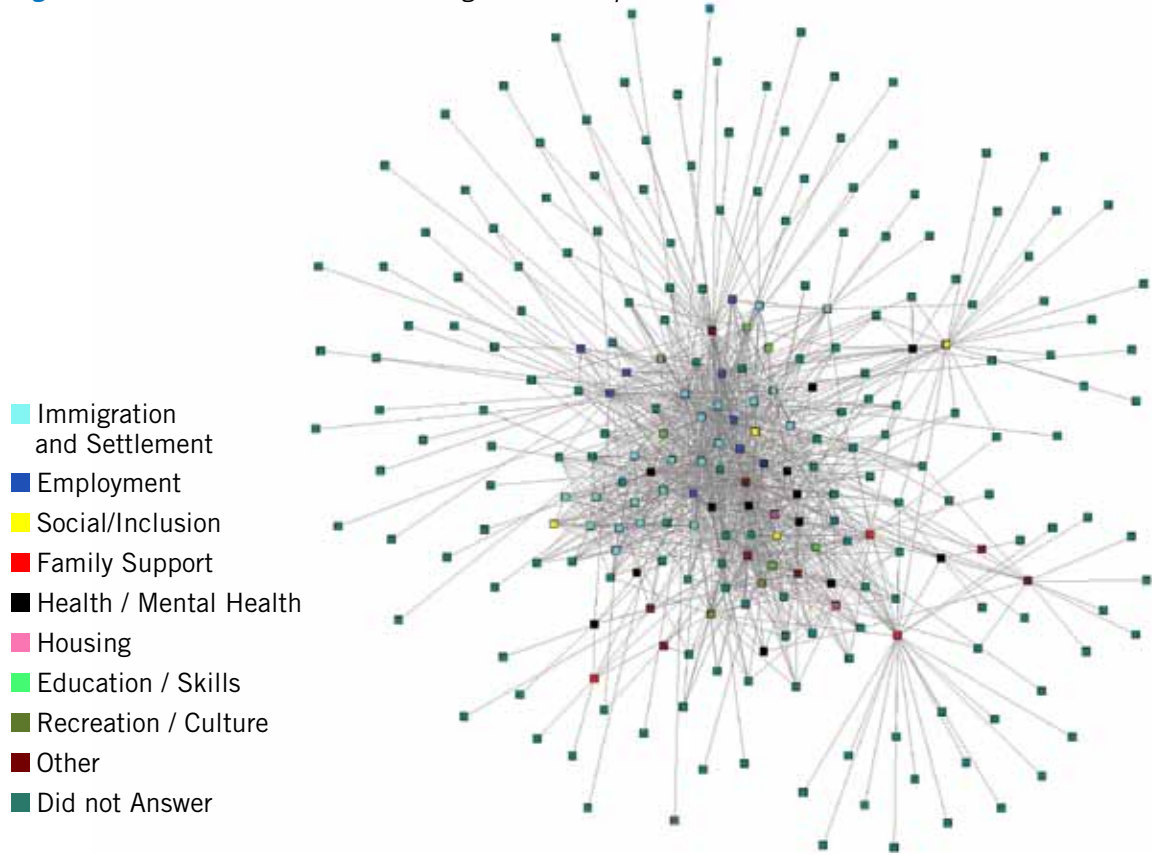 Immigration
and Settlement
Employment
Social/Inclusion
Family Support
Health / Mental Health
Housing
Education / Skills
Recreation / Culture
Other
Did not Answer